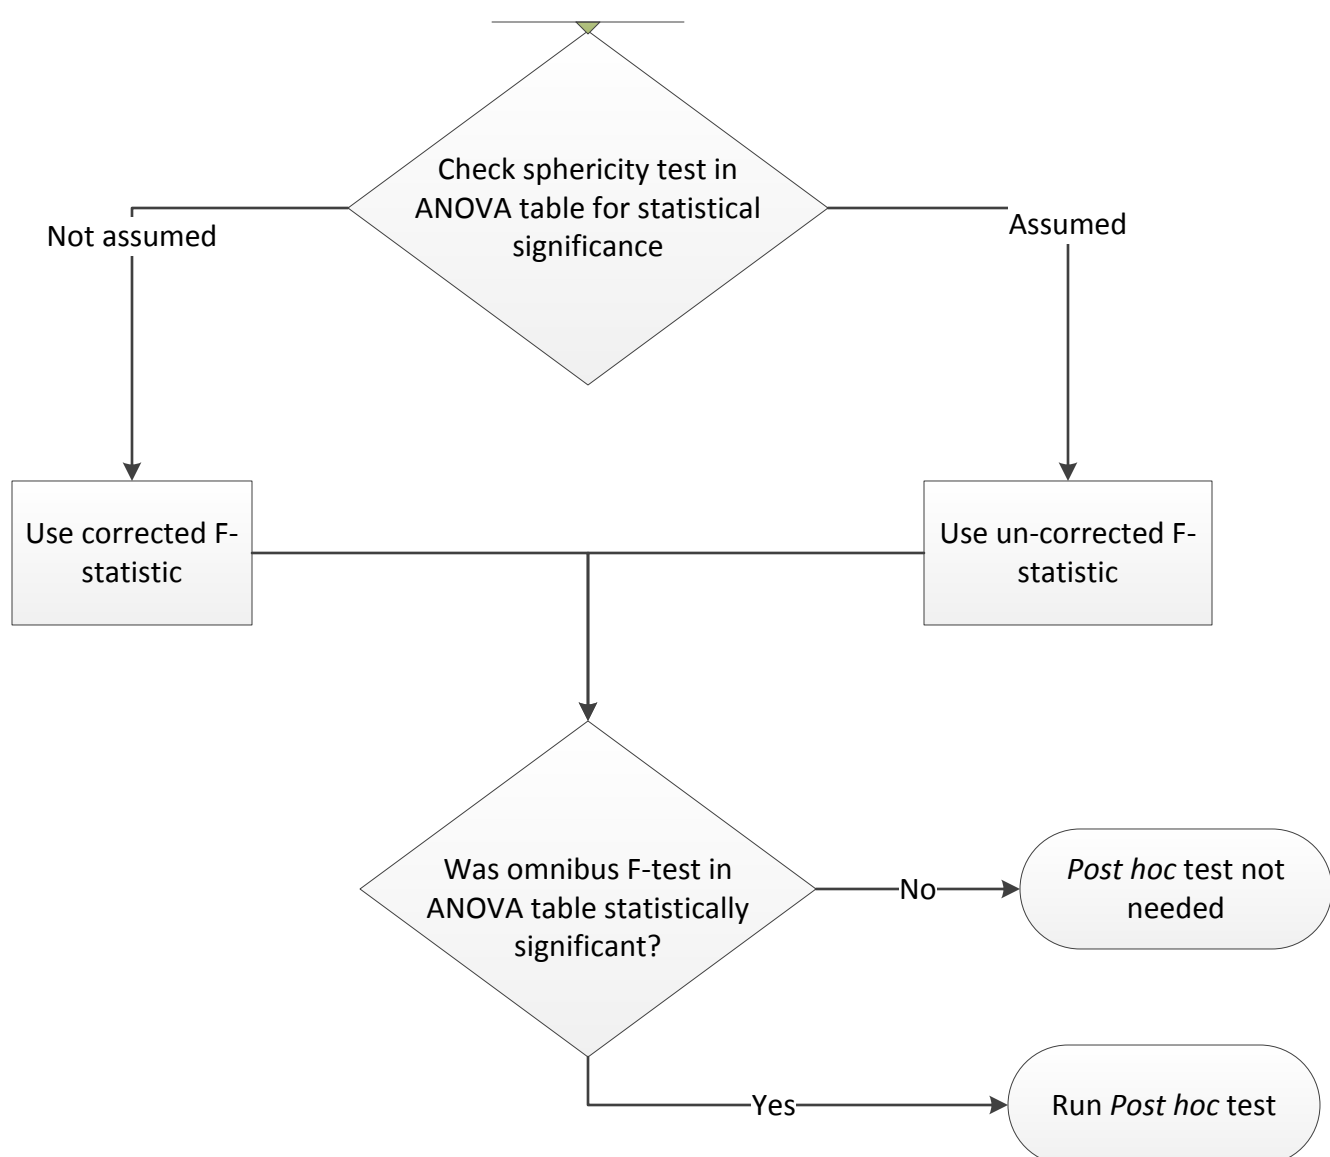 Check sphericity test in
ANOVA table for statistical
significance
Not assumed
Assumed
Use corrected F-
statistic
Use un-corrected F-
statistic
Was omnibus F-test in
ANOVA table statistically
significant?
No
Post hoc test not
needed
Yes
Run Post hoc test